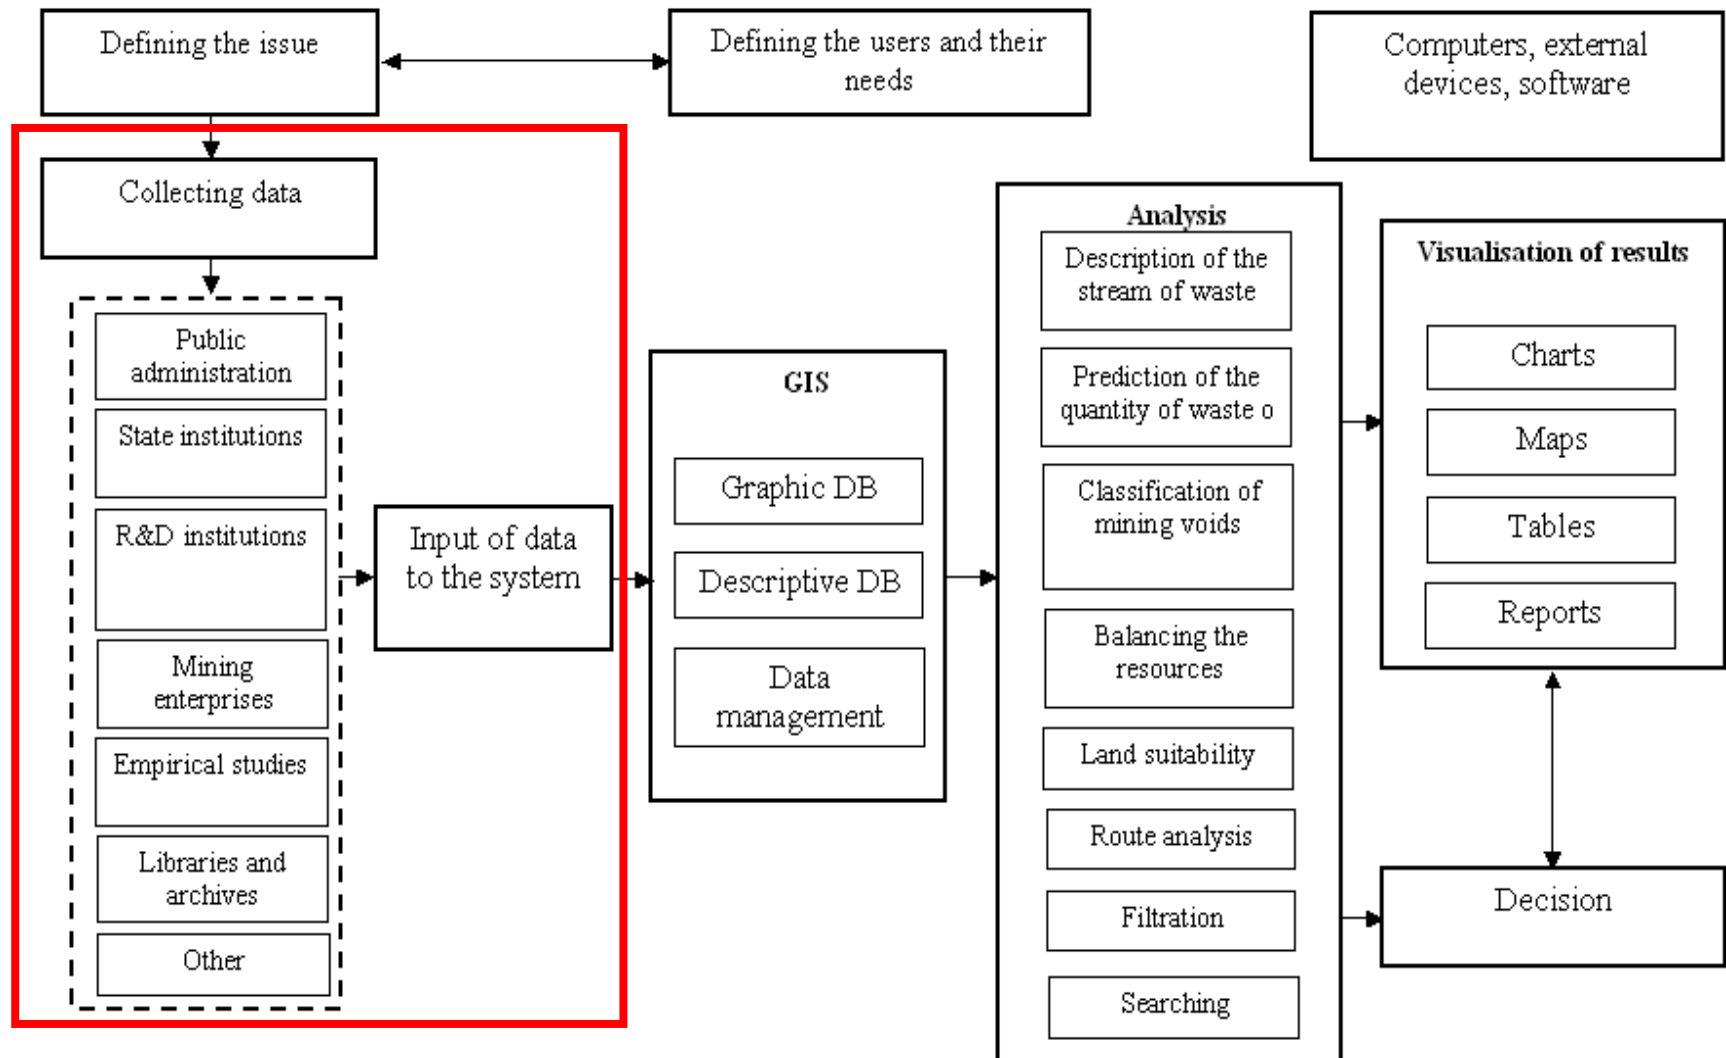 Defining the issue
Defining the users and their
needs
Computers, external
devices, software
Collecting data
Public
administration
State institutions
R&D institutions
Mining
enterprises
Empirical studies
Libraries and
archives
Other
Input of data
to the system
GIS
Graphic DB
Descriptive DB
Data
management
Analysis
Description of the
stream of waste
Prediction of the
quantity of waste o
Classification of
mining voids
Balancing the
resources
Land suitability
Route analysis
Filtration
Searching
Visualisation of results
Charts
Maps
Tables
Reports
Decision